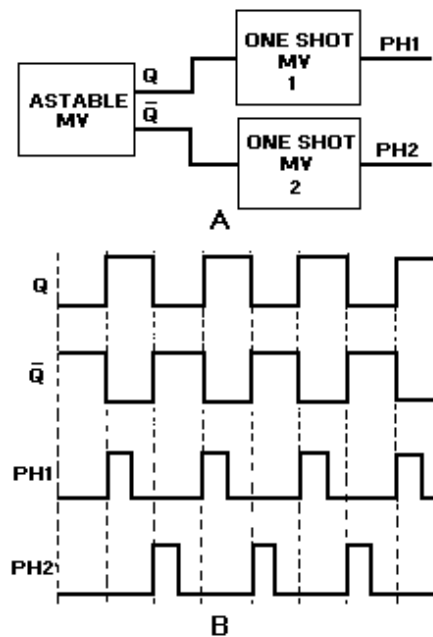 ONE SHOT
MV
1
PH1
Q
ASTABLE
MV
Q̅
ONE SHOT
MV
2
PH2
A
Q
Q̅
PH1
PH2
B